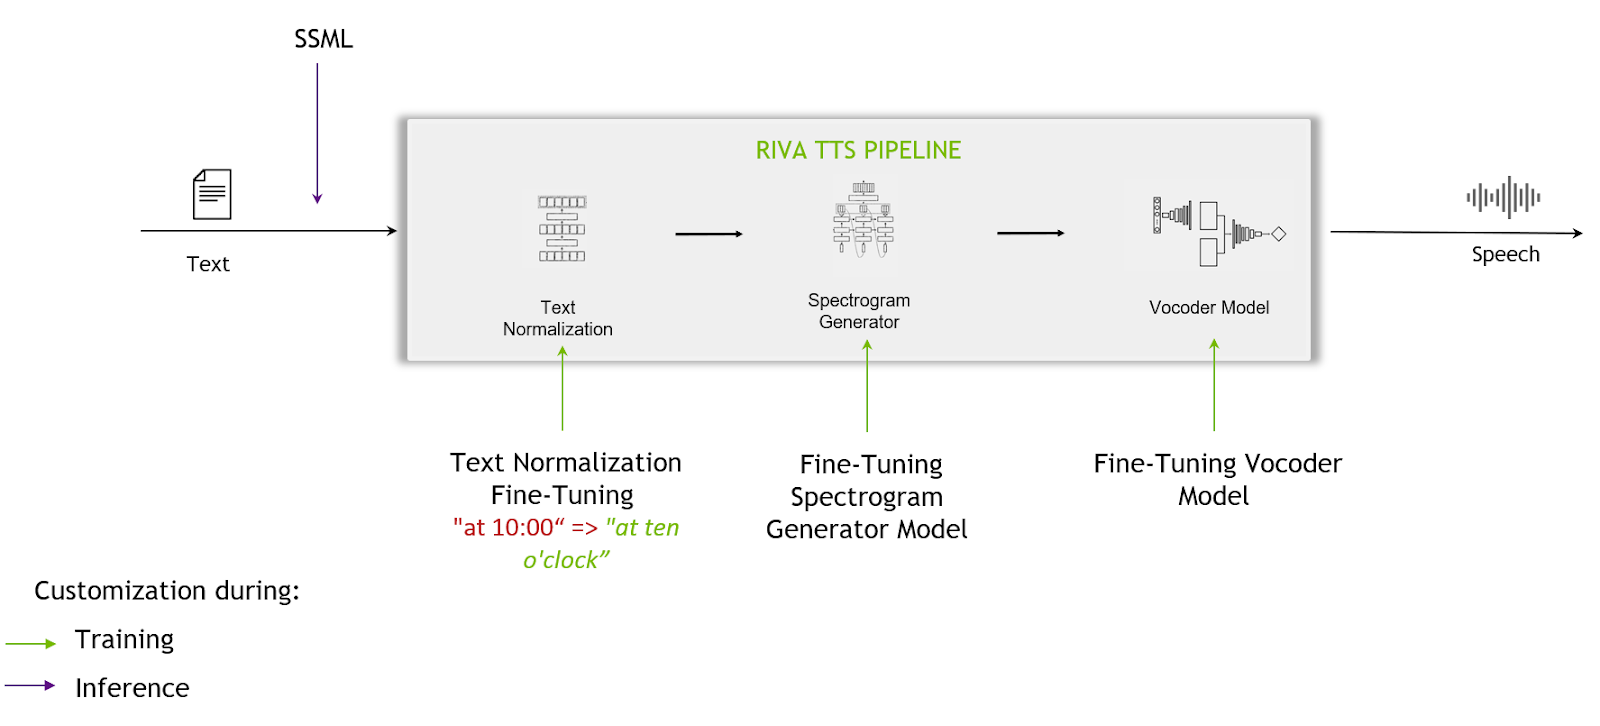 SSML
RIVA TTS PIPELINE
Text
Speech
Text
Normalization
Spectrogram
Generator
Vocoder Model
Text Normalization
Fine-Tuning
"at 10:00“ => "at ten
o'clock”
Fine-Tuning
Spectrogram
Generator Model
Fine-Tuning Vocoder
Model
Customization during:
Training
Inference